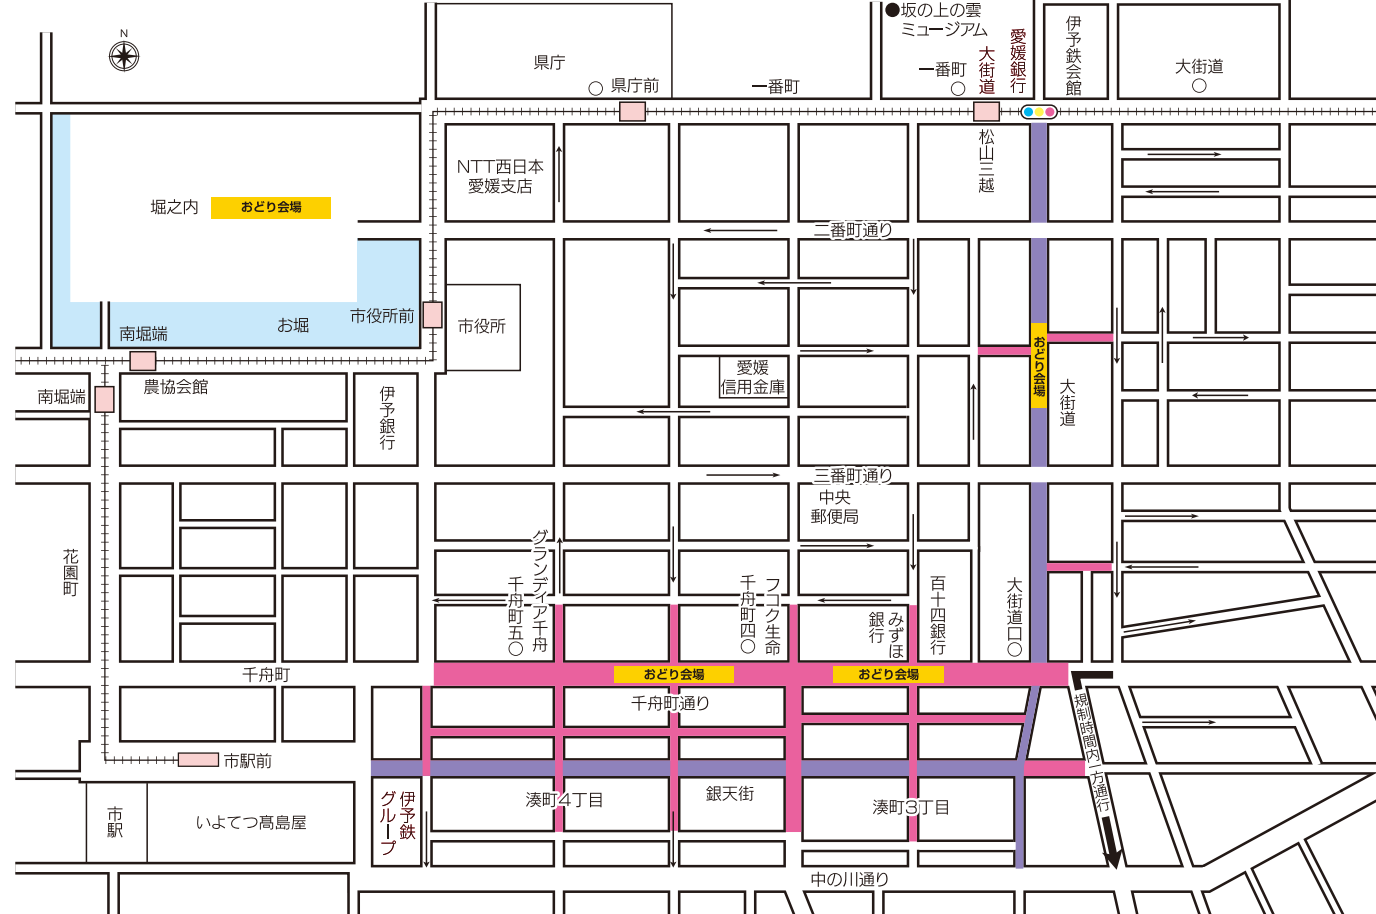 N
●坂の上の雲
ミュージアム
県庁
県庁前
一番町
一番町
大街道
愛媛銀行
伊予鉄会館
大街道
NTT西日本
愛媛支店
松山三越
堀之内
おどり会場
二番町通り
南堀端
お堀
市役所前
市役所
愛媛
信用金庫
おどり会場
大街道
南堀端
農協会館
伊予銀行
三番町通り
中央
郵便局
花園町
グランディア千舟
千舟町五○
千舟町四○
フコク生命
みずほ
銀行
百十四銀行
大街道口○
千舟町
おどり会場
おどり会場
千舟町通り
規制時間内一方通行
市駅前
市駅
いよてつ髙島屋
伊予鉄
グループ
湊町4丁目
銀天街
湊町3丁目
中の川通り